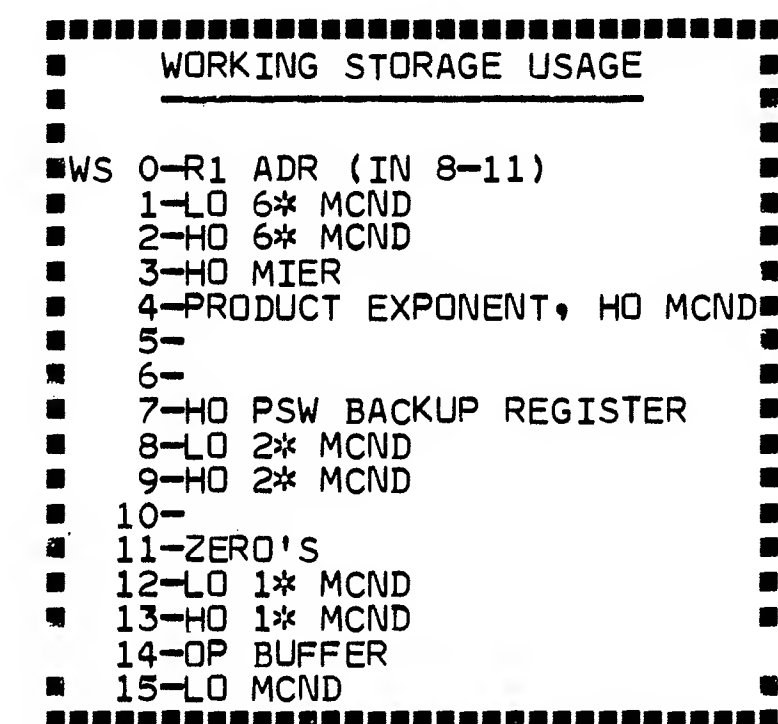 WORKING STORAGE USAGE
WS 0-R1 ADR (IN 8-11)
1-LO 6* MCND
2-HO 6* MCND
3-HO MIER
4-PRODUCT EXPONENT, HO MCND
5-
6-
7-HO PSW BACKUP REGISTER
8-LO 2* MCND
9-HO 2* MCND
10-
11-ZERO'S
12-LO 1* MCND
13-HO 1* MCND
14-OP BUFFER
15-LO MCND